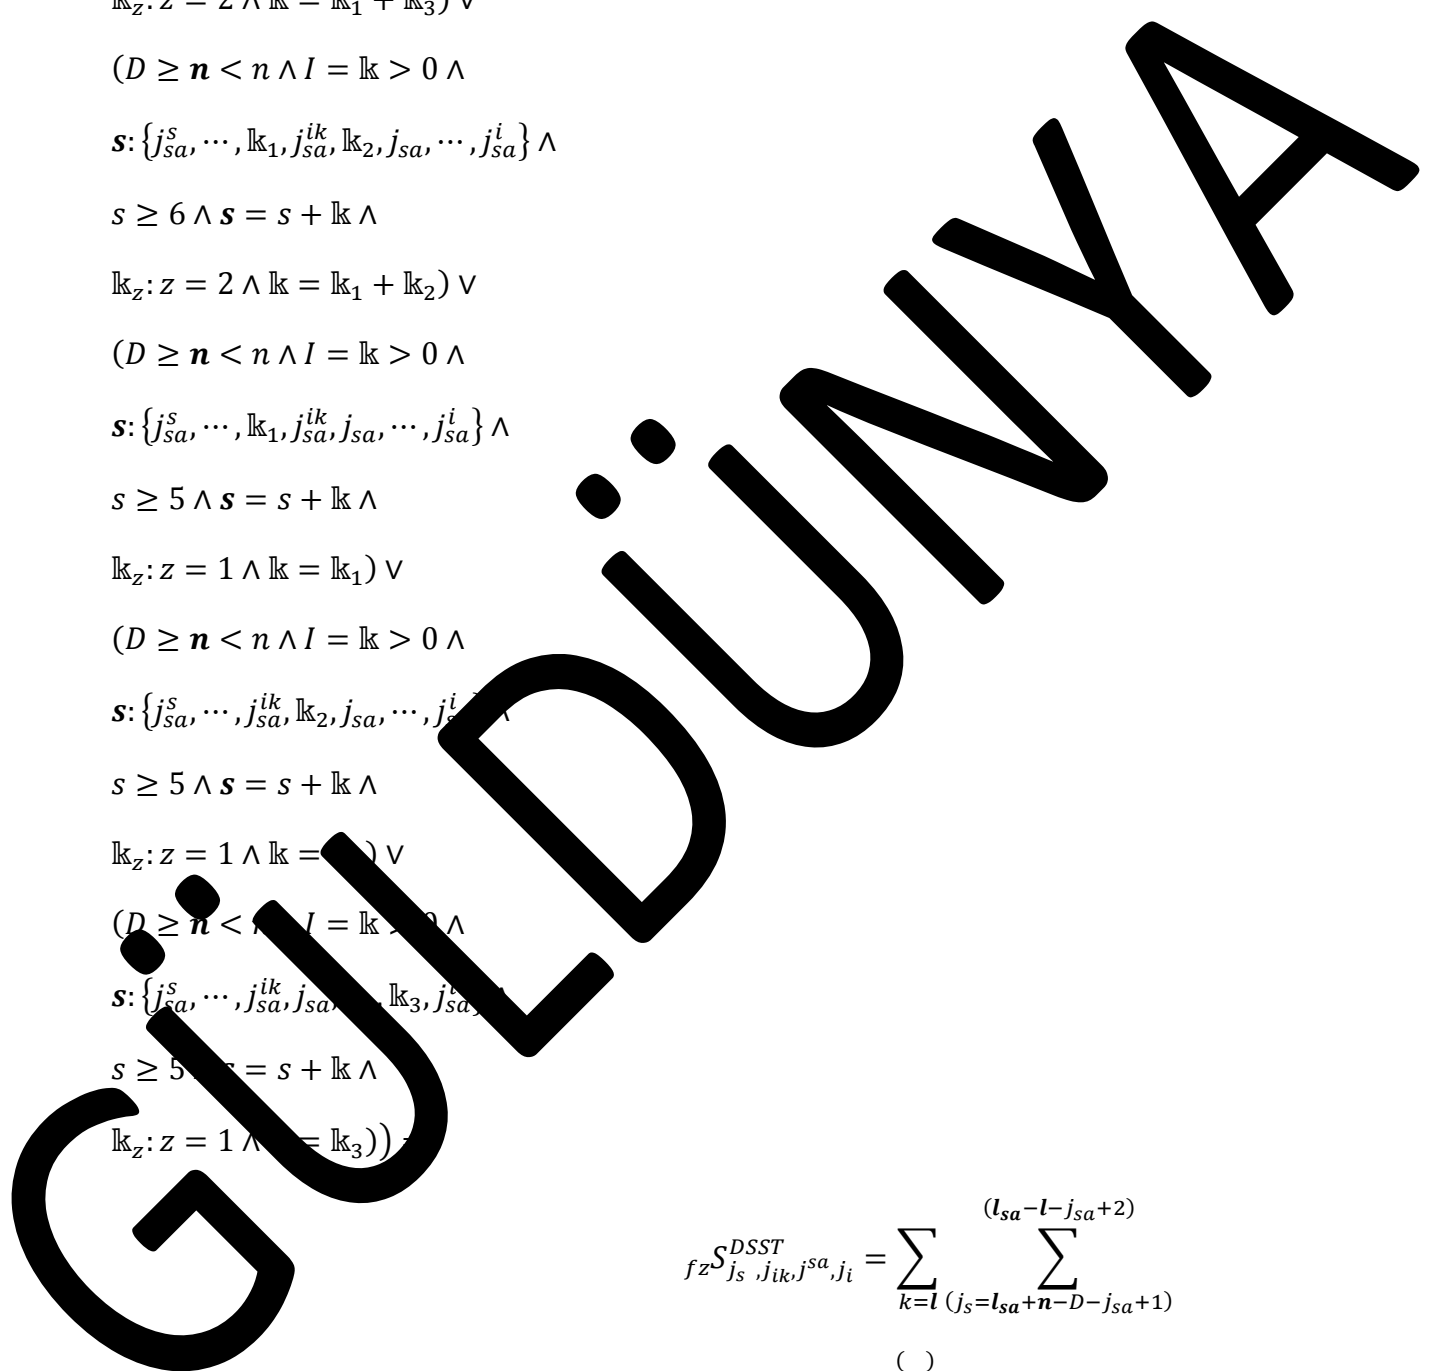 𝕜_z: z = 2 ∧ 𝕜 = 𝕜_1 + 𝕜_3) ∨
(D ≥ 𝒏 < n ∧ I = 𝕜 > 0 ∧
𝒔: {j_{sa}^s, ⋯, 𝕜_1, j_{sa}^{ik}, 𝕜_2, j_{sa}, ⋯, j_{sa}^i} ∧
s ≥ 6 ∧ 𝒔 = s + 𝕜 ∧
𝕜_z: z = 2 ∧ 𝕜 = 𝕜_1 + 𝕜_2) ∨
(D ≥ 𝒏 < n ∧ I = 𝕜 > 0 ∧
𝒔: {j_{sa}^s, ⋯, 𝕜_1, j_{sa}^{ik}, j_{sa}, ⋯, j_{sa}^i} ∧
s ≥ 5 ∧ 𝒔 = s + 𝕜 ∧
𝕜_z: z = 1 ∧ 𝕜 = 𝕜_1) ∨
(D ≥ 𝒏 < n ∧ I = 𝕜 > 0 ∧
𝒔: {j_{sa}^s, ⋯, j_{sa}^{ik}, 𝕜_2, j_{sa}, ⋯, j^i ∧
s ≥ 5 ∧ 𝒔 = s + 𝕜 ∧
𝕜_z: z = 1 ∧ 𝕜 = ) ∨
(D ≥ 𝒏 < I = 𝕜 > 0 ∧
𝒔: {j_{sa}^s, ⋯, j_{sa}^{ik}, j_{sa}, 𝕜_3, j_{sa}
s ≥ 5 = s + 𝕜 ∧
𝕜_z: z = 1 ∧ = 𝕜_3))
_{fz}S_{j_s, j_{ik}, j^{sa}, j_i}^{DSST} = ∑_{k=𝒍} ∑_{(j_s=𝒍_{𝒔𝒂}+𝒏−D−j_{sa}+1)}^{(𝒍_{𝒔𝒂}−𝒍−j_{sa}+2)}
( )
GÜLDÜNYA